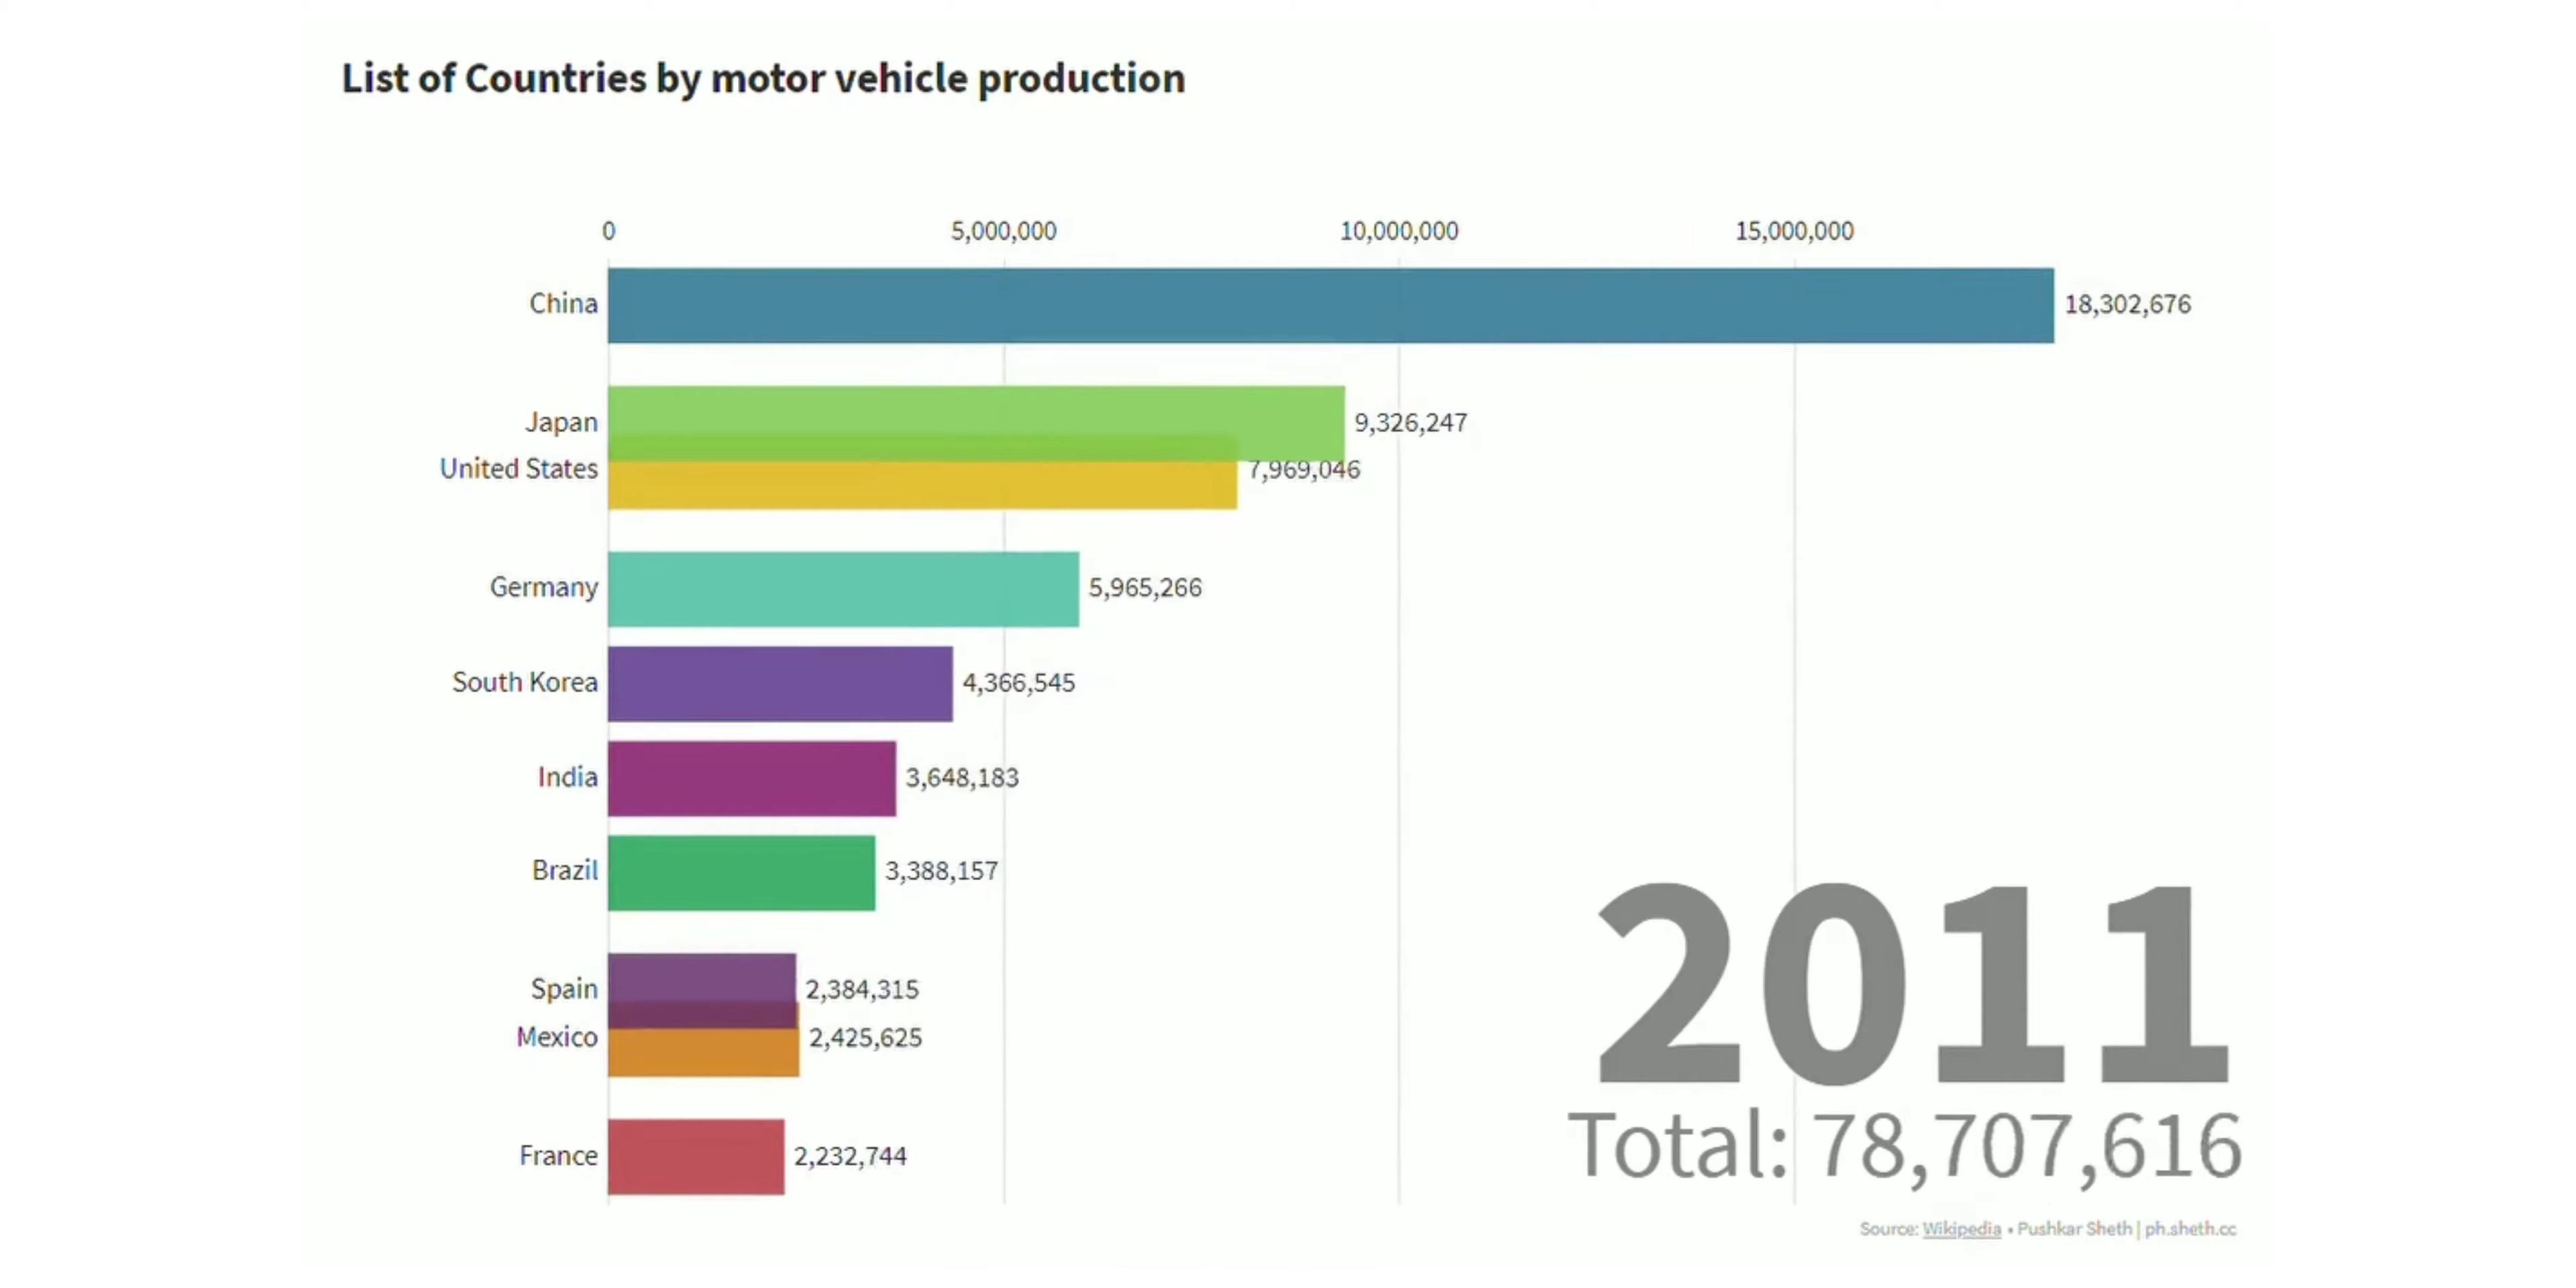 List of Countries by motor vehicle production
0 5,000,000 10,000,000 15,000,000
China 18,302,676
Japan 9,326,247
United States 7,969,046
Germany 5,965,266
South Korea 4,366,545
India 3,648,183
Brazil 3,388,157
Spain 2,384,315
Mexico 2,425,625
France 2,232,744
2011
Total: 78,707,616
Source: Wikipedia • Pushkar Sheth | ph.sheth.cc